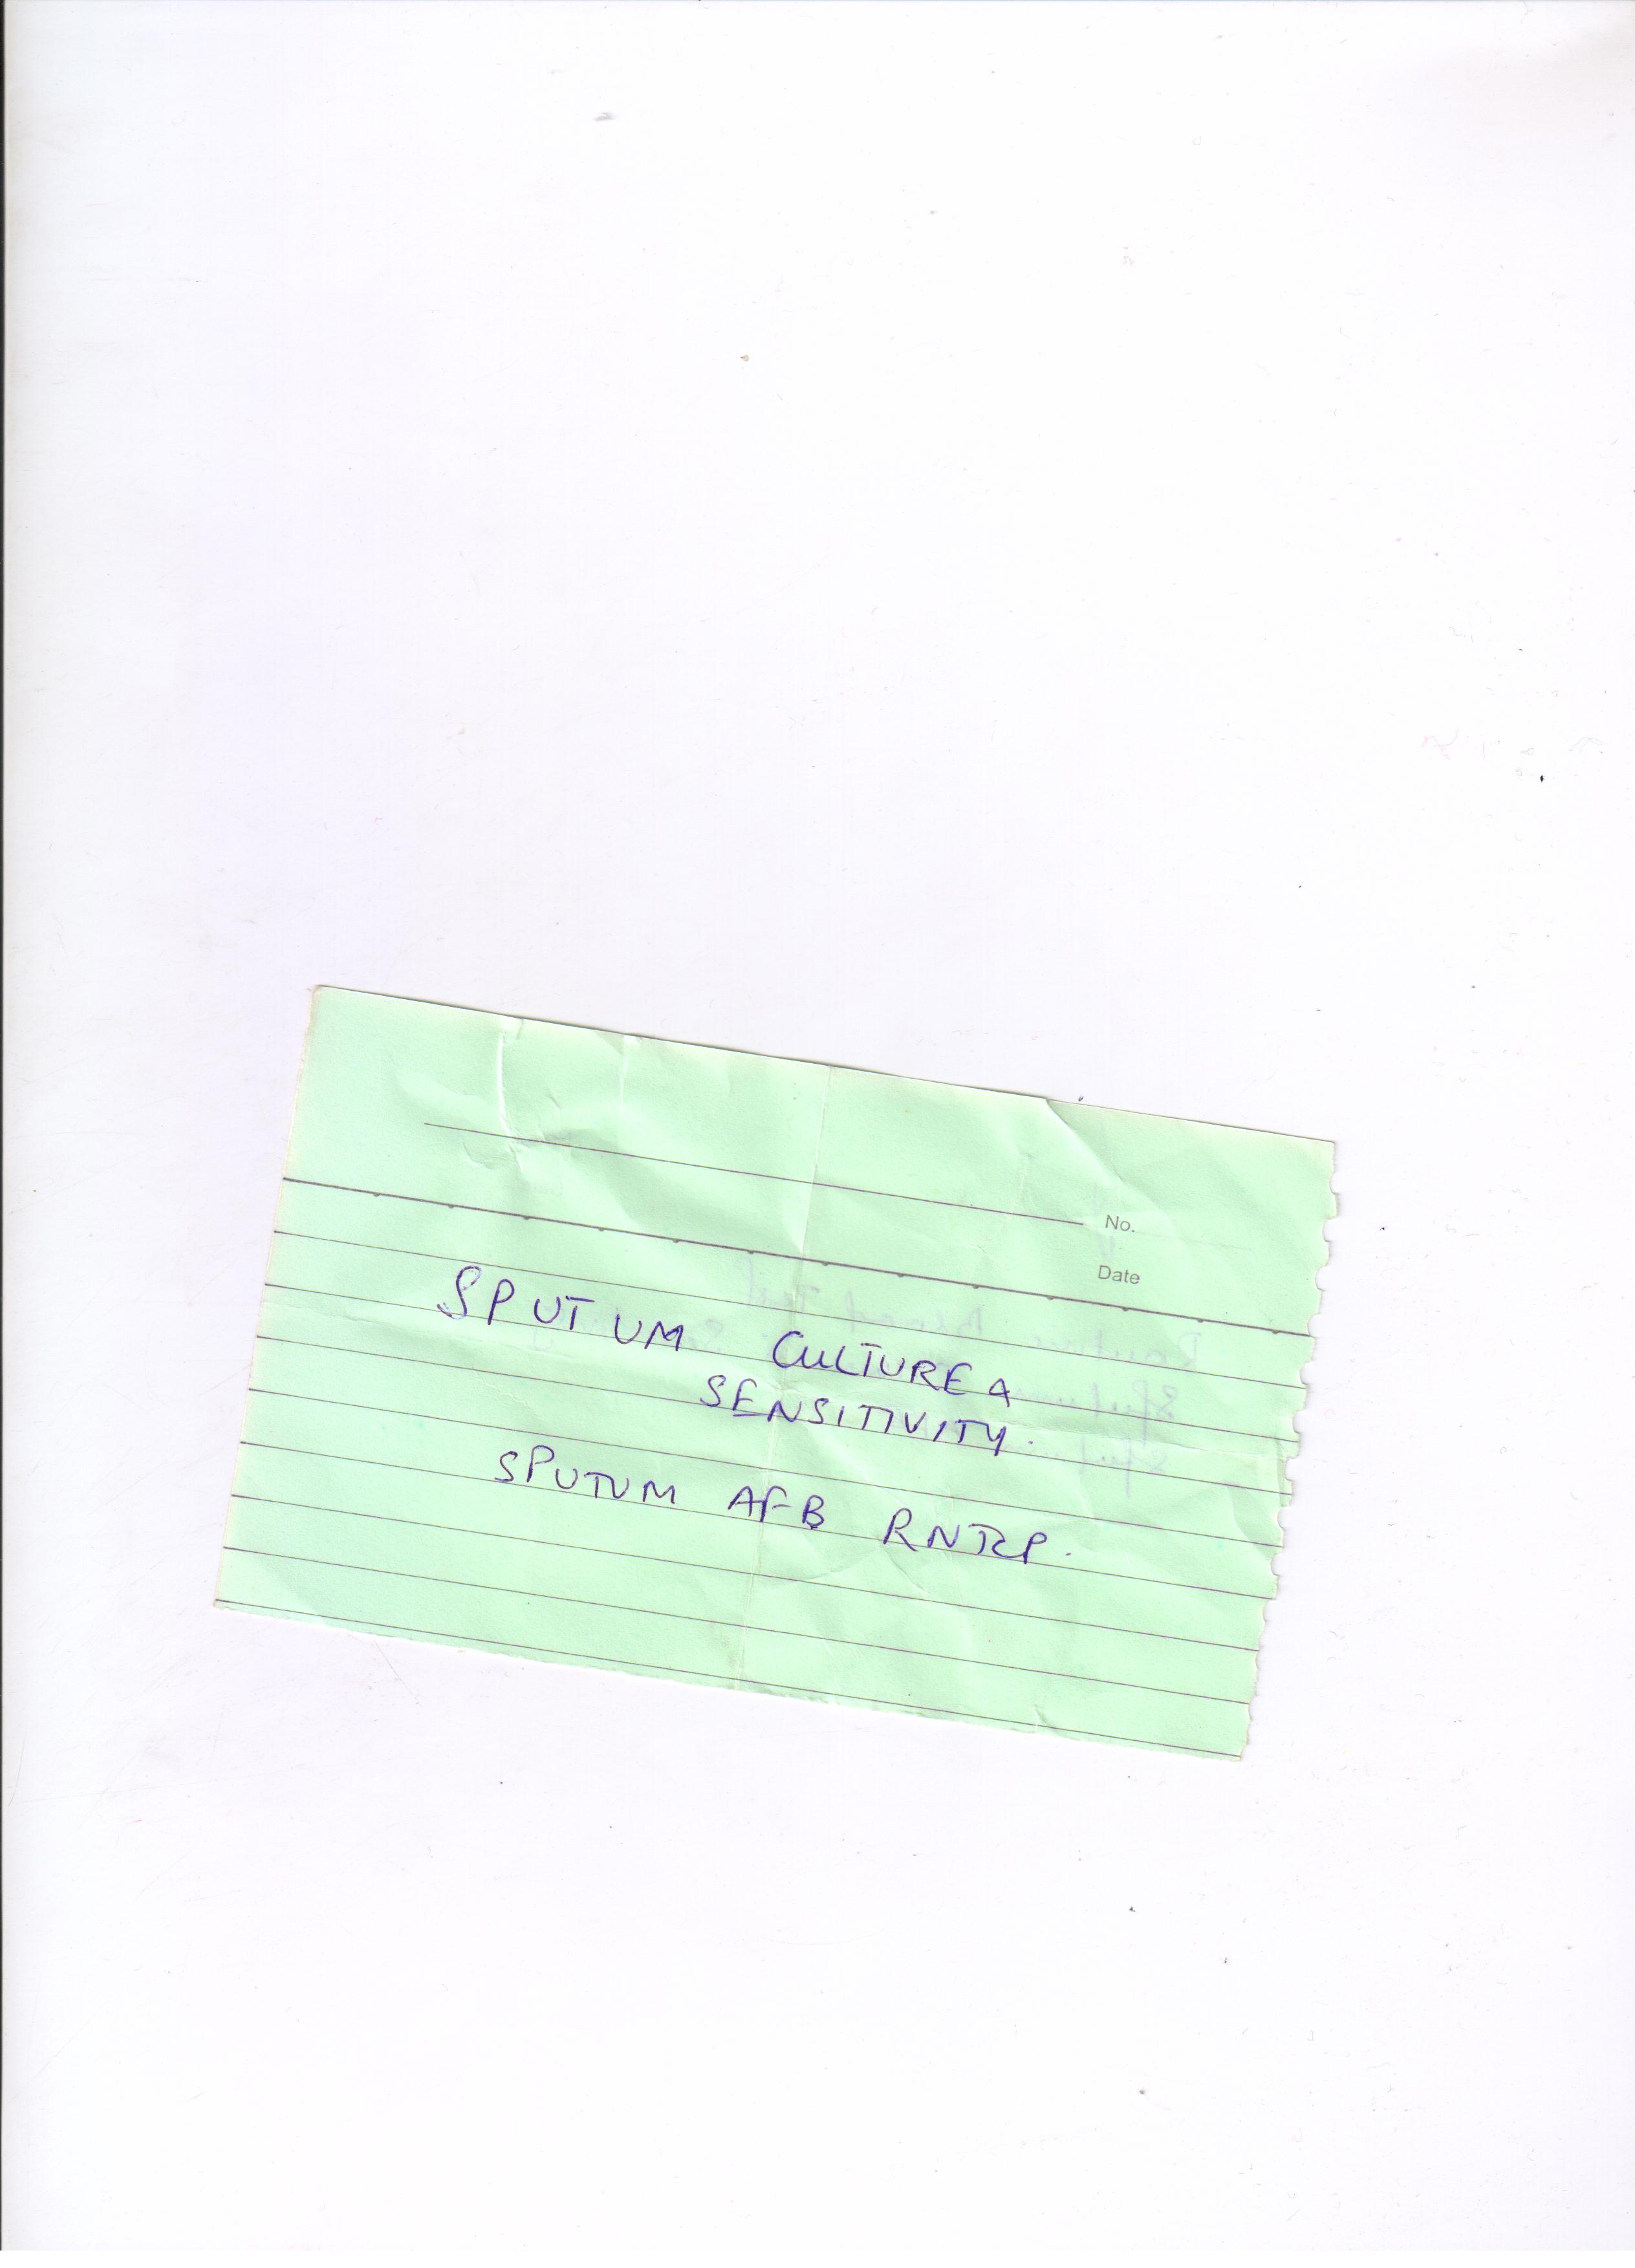 No.
Date
SPUTUM CULTURE &
SENSITIVITY.
SPUTUM AFB RNTCP.